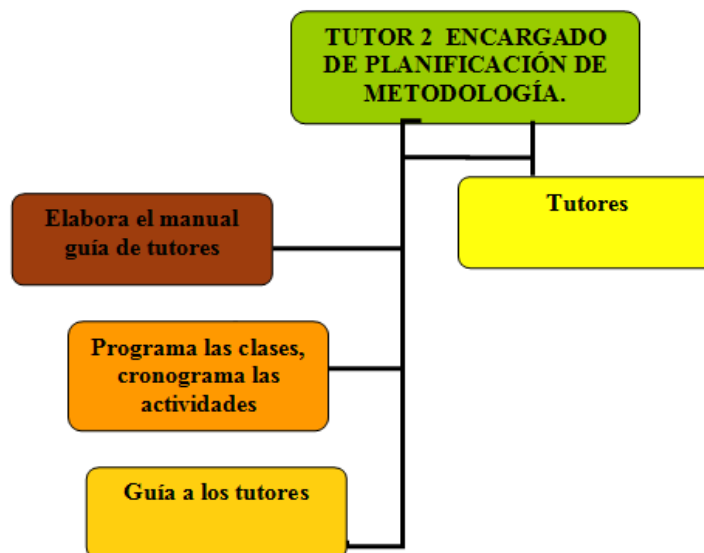 TUTOR 2 ENCARGADO
DE PLANIFICACIÓN DE
METODOLOGÍA.
Tutores
Elabora el manual
guía de tutores
Programa las clases,
cronograma las
actividades
Guía a los tutores